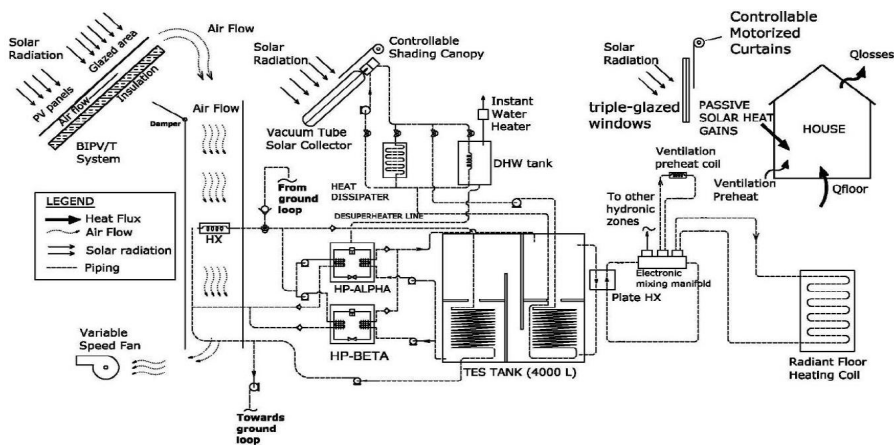 Solar
Radiation
Glazed area
PV panels
Air flow
Insulation
BIPV/T
System
Air Flow
Air Flow
Damper
Solar
Radiation
Controllable
Shading Canopy
Vacuum Tube
Solar Collector
Instant
Water
Heater
DHW tank
HEAT
DISSIPATER
DESUPERHEATER LINE
From
ground
loop
HX
HP-ALPHA
HP-BETA
TES TANK (4000 L)
Plate HX
Electronic
mixing manifold
To other
hydronic
zones
Ventilation
preheat coil
Solar
Radiation
Controllable
Motorized
Curtains
triple-glazed
windows
PASSIVE
SOLAR HEAT
GAINS
Qlosses
HOUSE
Ventilation
Preheat
Qfloor
Radiant Floor
Heating Coil
LEGEND
Heat Flux
Air Flow
Solar radiation
Piping
Variable
Speed Fan
Towards
ground
loop